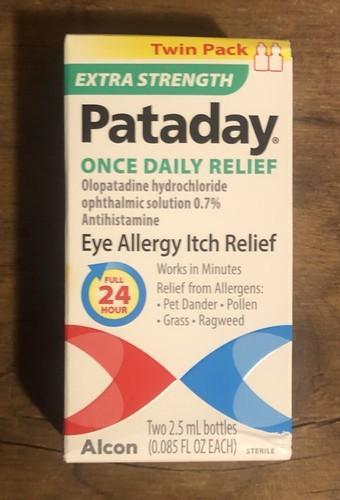 Twin Pack
EXTRA STRENGTH
Pataday®
ONCE DAILY RELIEF
Olopatadine hydrochloride
ophthalmic solution 0.7%
Antihistamine
Eye Allergy Itch Relief
FULL
24
HOUR
Works in Minutes
Relief from Allergens:
• Pet Dander • Pollen
• Grass • Ragweed
Two 2.5 mL bottles
Alcon (0.085 FL OZ EACH) STERILE